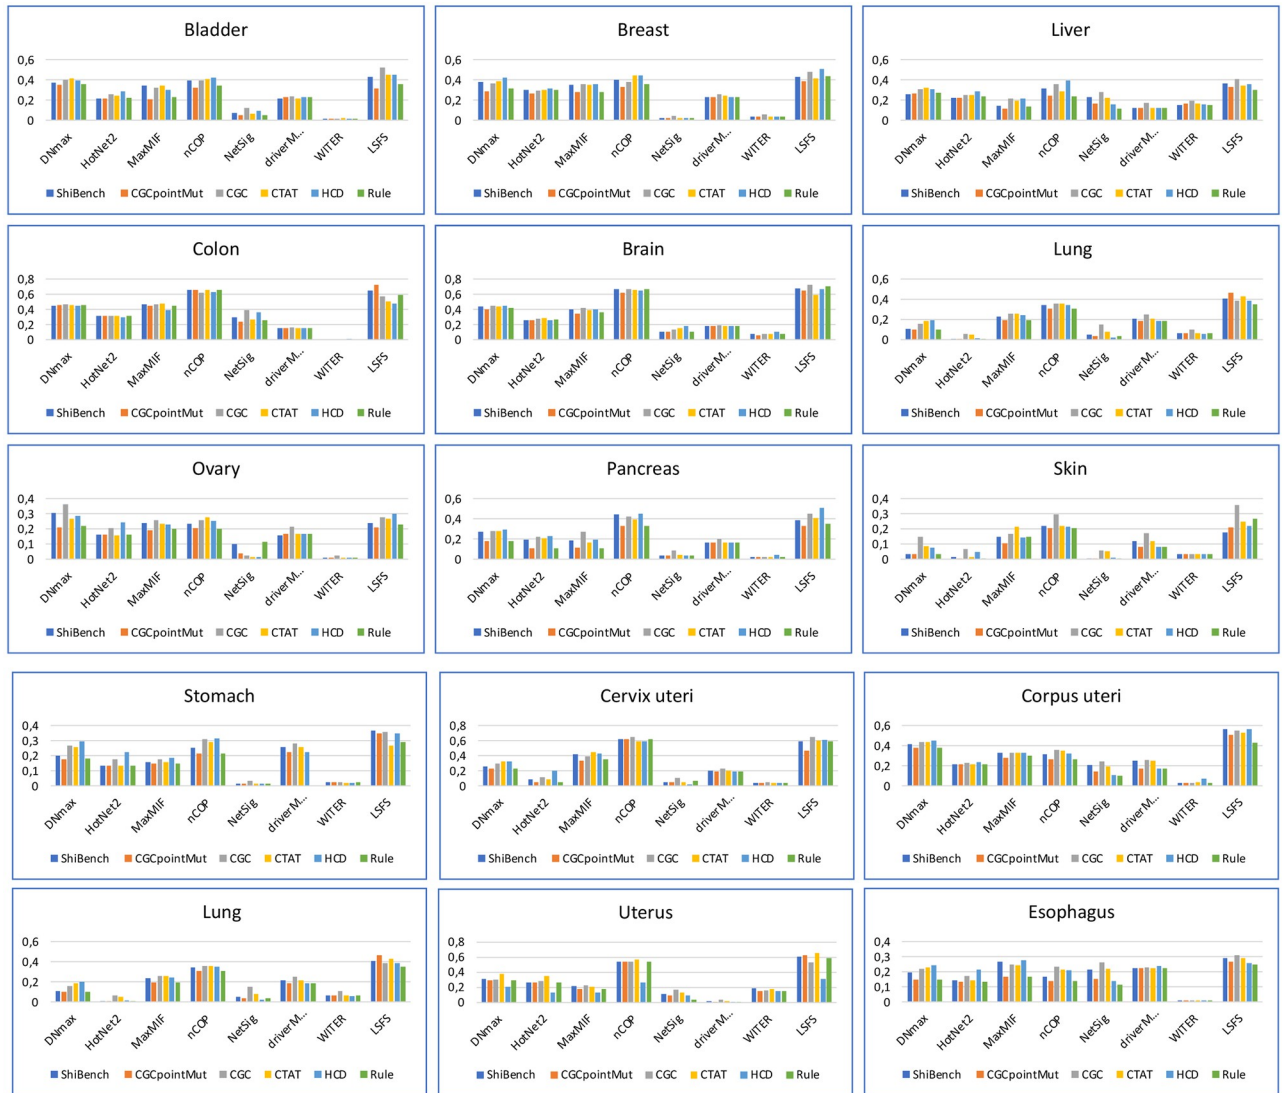 Bladder
0,6
0,4
0,2
0
DNmax HotNet2 MaxMIF nCOP NetSig driverM... WITER LSFS
ShiBench CGCpointMut CGC CTAT HCD Rule
Breast
0,6
0,4
0,2
0
DNmax HotNet2 MaxMIF nCOP NetSig driverM... WITER LSFS
ShiBench CGCpointMut CGC CTAT HCD Rule
Liver
0,6
0,4
0,2
0
DNmax HotNet2 MaxMIF nCOP NetSig driverM... WITER LSFS
ShiBench CGCpointMut CGC CTAT HCD Rule
Colon
0,8
0,6
0,4
0,2
0
DNmax HotNet2 MaxMIF nCOP NetSig driverM... WITER LSFS
ShiBench CGCpointMut CGC CTAT HCD Rule
Brain
0,8
0,6
0,4
0,2
0
DNmax HotNet2 MaxMIF nCOP NetSig driverM... WITER LSFS
ShiBench CGCpointMut CGC CTAT HCD Rule
Lung
0,6
0,4
0,2
0
DNmax HotNet2 MaxMIF nCOP NetSig driverM... WITER LSFS
ShiBench CGCpointMut CGC CTAT HCD Rule
Ovary
0,4
0,3
0,2
0,1
0
DNmax HotNet2 MaxMIF nCOP NetSig driverM... WITER LSFS
ShiBench CGCpointMut CGC CTAT HCD Rule
Pancreas
0,6
0,4
0,2
0
DNmax HotNet2 MaxMIF nCOP NetSig driverM... WITER LSFS
ShiBench CGCpointMut CGC CTAT HCD Rule
Skin
0,4
0,3
0,2
0,1
0
DNmax HotNet2 MaxMIF nCOP NetSig driverM... WITER LSFS
ShiBench CGCpointMut CGC CTAT HCD Rule
Stomach
0,4
0,3
0,2
0,1
0
DNmax HotNet2 MaxMIF nCOP NetSig driverM... WITER LSFS
ShiBench CGCpointMut CGC CTAT HCD Rule
Cervix uteri
0,8
0,6
0,4
0,2
0
DNmax HotNet2 MaxMIF nCOP NetSig driverM... WITER LSFS
ShiBench CGCpointMut CGC CTAT HCD Rule
Corpus uteri
0,6
0,4
0,2
0
DNmax HotNet2 MaxMIF nCOP NetSig driverM... WITER LSFS
ShiBench CGCpointMut CGC CTAT HCD Rule
Lung
0,6
0,4
0,2
0
DNmax HotNet2 MaxMIF nCOP NetSig driverM... WITER LSFS
ShiBench CGCpointMut CGC CTAT HCD Rule
Uterus
0,8
0,6
0,4
0,2
0
DNmax HotNet2 MaxMIF nCOP NetSig driverM... WITER LSFS
ShiBench CGCpointMut CGC CTAT HCD Rule
Esophagus
0,4
0,3
0,2
0,1
0
DNmax HotNet2 MaxMIF nCOP NetSig driverM... WITER LSFS
ShiBench CGCpointMut CGC CTAT HCD Rule